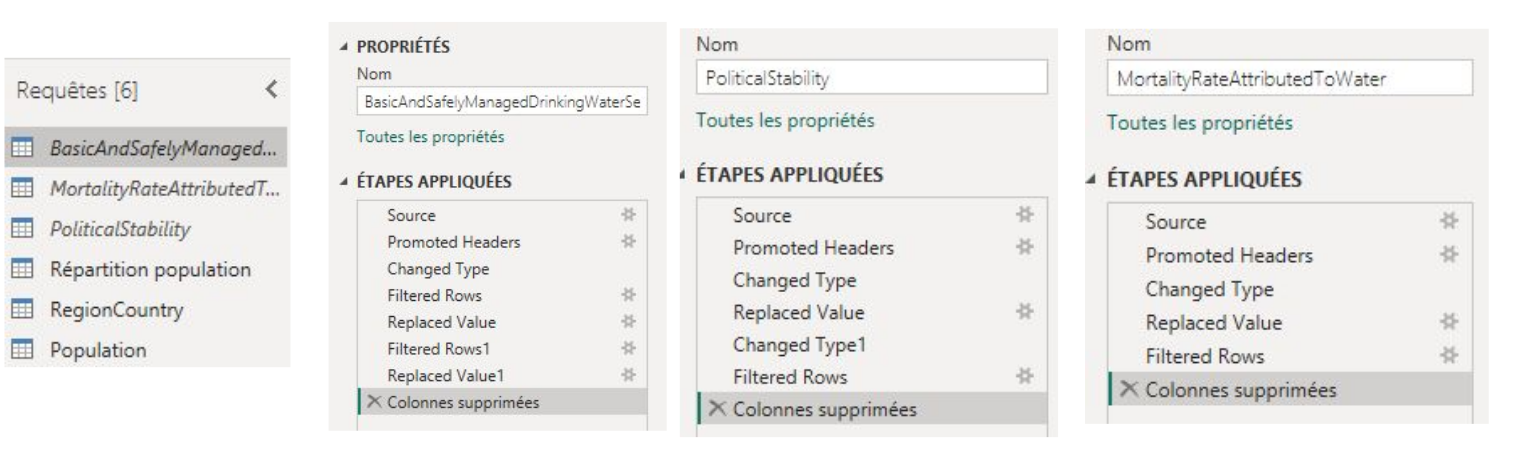 Requêtes [6]
BasicAndSafelyManaged...
MortalityRateAttributedT...
PoliticalStability
Répartition population
RegionCountry
Population
PROPRIÉTÉS
Nom
BasicAndSafelyManagedDrinkingWaterSe
Toutes les propriétés
ÉTAPES APPLIQUÉES
Source
Promoted Headers
Changed Type
Filtered Rows
Replaced Value
Filtered Rows1
Replaced Value1
Colonnes supprimées
Nom
PoliticalStability
Toutes les propriétés
ÉTAPES APPLIQUÉES
Source
Promoted Headers
Changed Type
Replaced Value
Changed Type1
Filtered Rows
Colonnes supprimées
Nom
MortalityRateAttributedToWater
Toutes les propriétés
ÉTAPES APPLIQUÉES
Source
Promoted Headers
Changed Type
Replaced Value
Filtered Rows
Colonnes supprimées